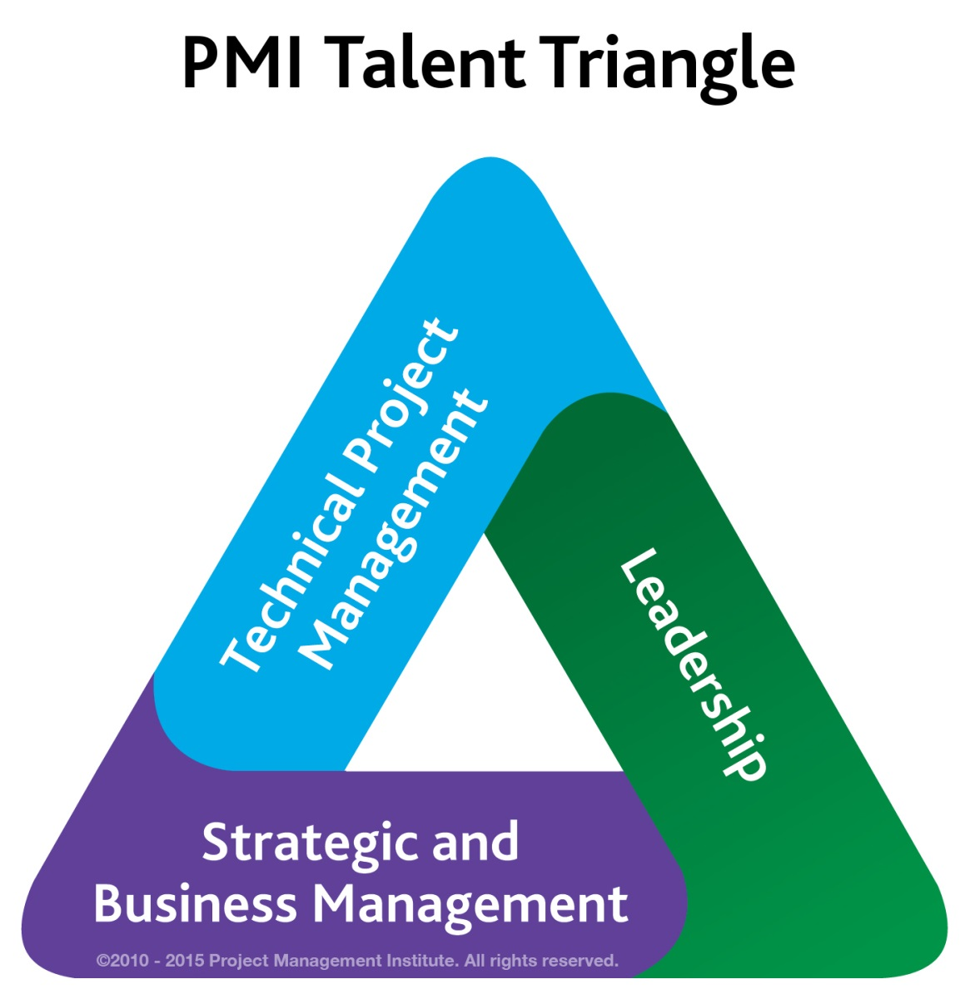 PMI Talent Triangle
Technical Project
Management
Leadership
Strategic and
Business Management
©2010 - 2015 Project Management Institute. All rights reserved.